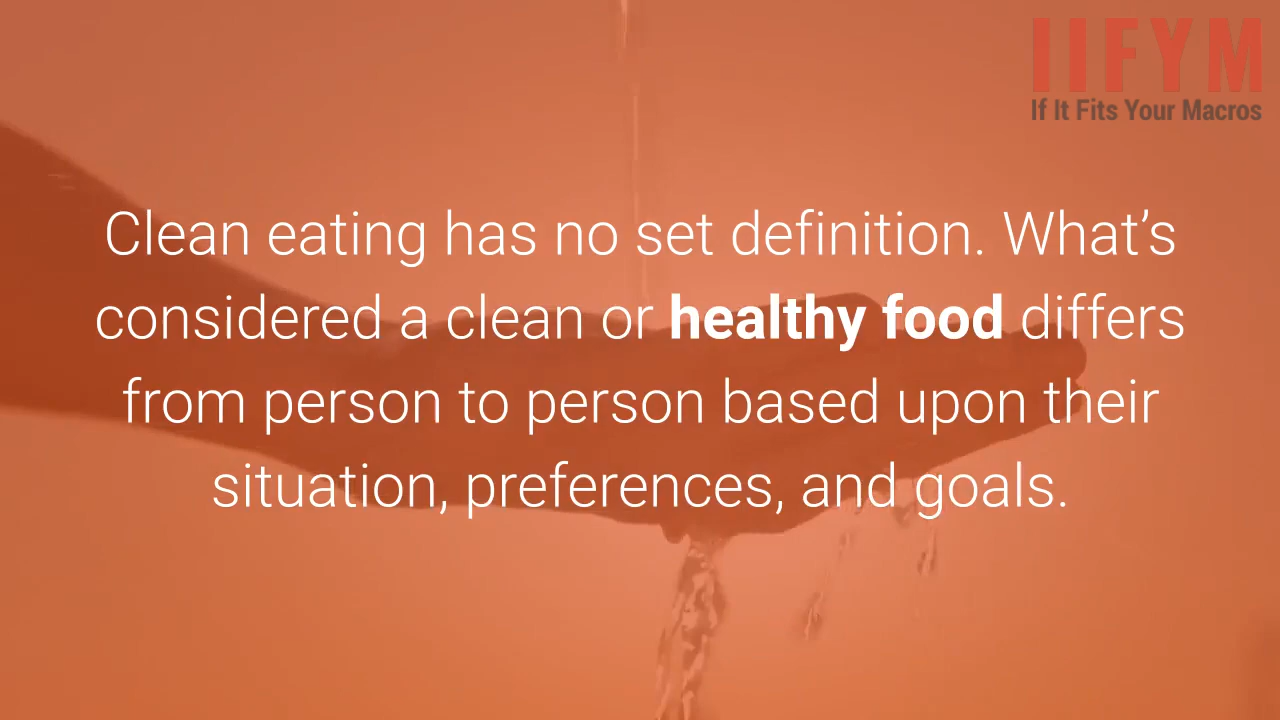 IIFYM
If It Fits Your Macros
Clean eating has no set definition. What’s
considered a clean or healthy food differs
from person to person based upon their
situation, preferences, and goals.